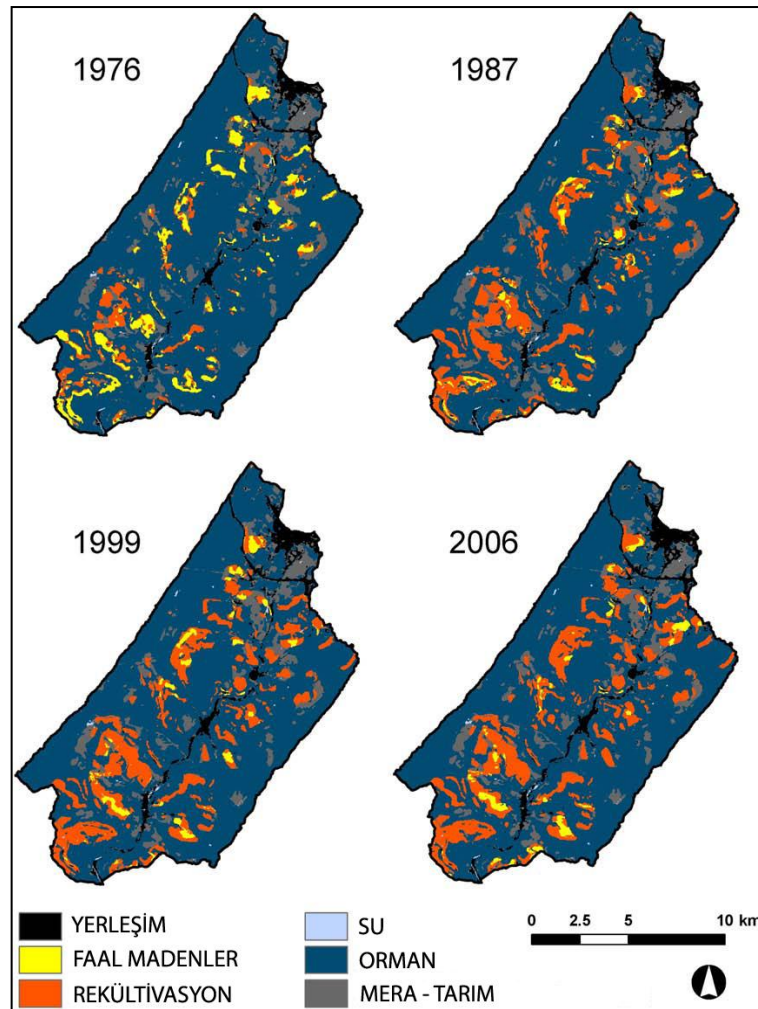 1976
1987
1999
2006
YERLEŞİM
FAAL MADENLER
REKÜLTİVASYON
SU
ORMAN
MERA - TARIM
0 2.5 5 10 km